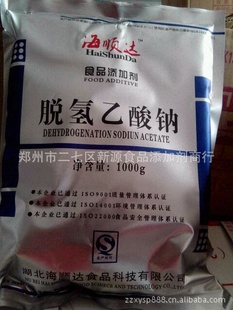 海顺达
HaiShunDa
食品添加剂
FOOD ADDITIVE
脱氢乙酸钠
DEHYDROGENATION SODIUN ACETATE
郑州市二七区新源食品添加剂商行
净含量：1000g
●本企业已通过ISO9001质量管理体系认证
●本企业已通过ISO14001环境管理体系认证
●本企业已通过ISO22000食品安全管理体系认证
北海顺达食品科技有限公司
zzxysp888.cn.alibaba.com